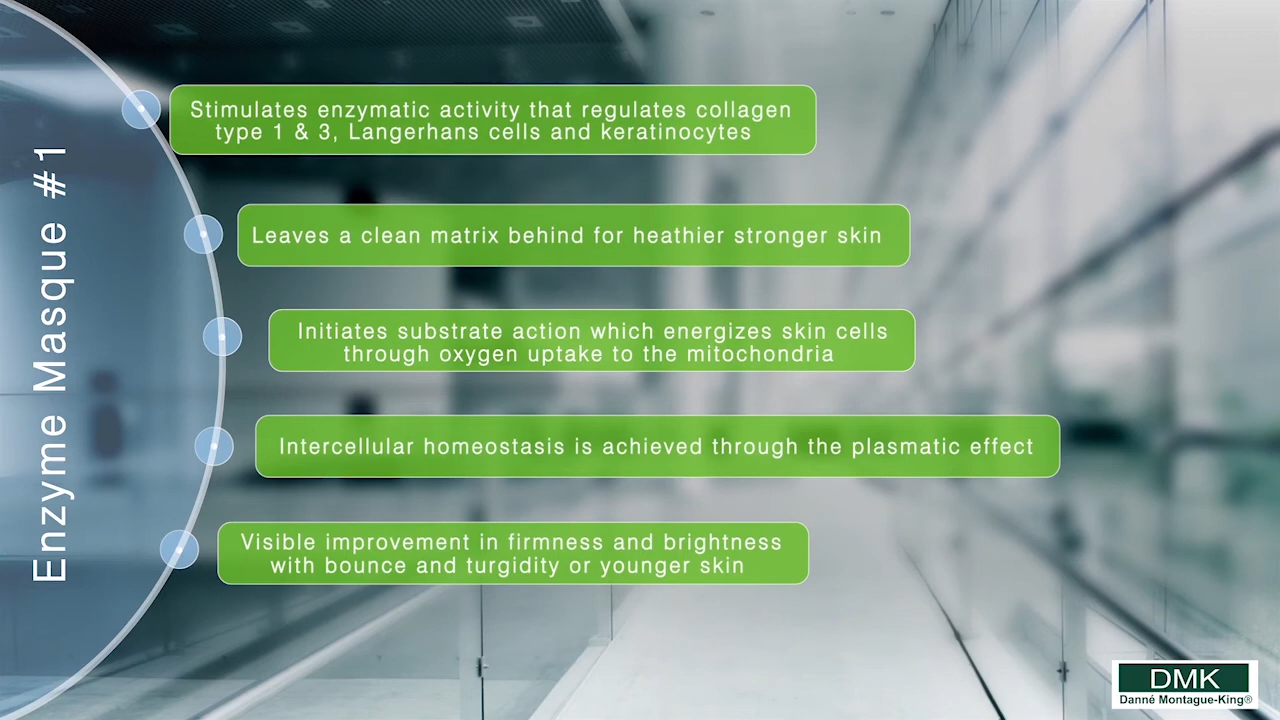 Enzyme Masque #1
Stimulates enzymatic activity that regulates collagen
type 1 & 3, Langerhans cells and keratinocytes
Leaves a clean matrix behind for heathier stronger skin
Initiates substrate action which energizes skin cells
through oxygen uptake to the mitochondria
Intercellular homeostasis is achieved through the plasmatic effect
Visible improvement in firmness and brightness
with bounce and turgidity or younger skin
DMK
Danné Montague-King®